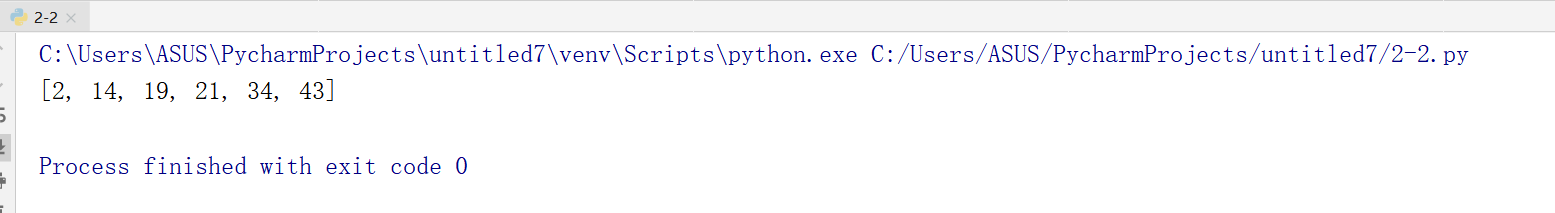 2-2
C:\Users\ASUS\PycharmProjects\untitled7\venv\Scripts\python.exe C:/Users/ASUS/PycharmProjects/untitled7/2-2.py
[2, 14, 19, 21, 34, 43]
Process finished with exit code 0